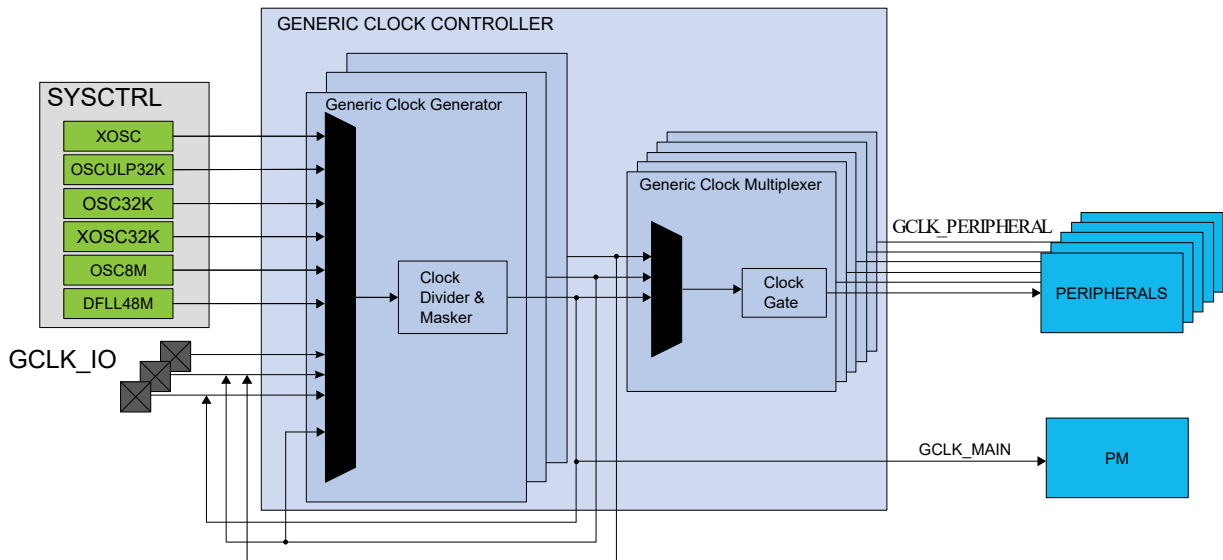 GENERIC CLOCK CONTROLLER
SYSCTRL
XOSC
OSCULP32K
OSC32K
XOSC32K
OSC8M
DFLL48M
GCLK_IO
Generic Clock Generator
Clock
Divider &
Masker
Generic Clock Multiplexer
Clock
Gate
GCLK_PERIPHERAL
PERIPHERALS
GCLK_MAIN
PM